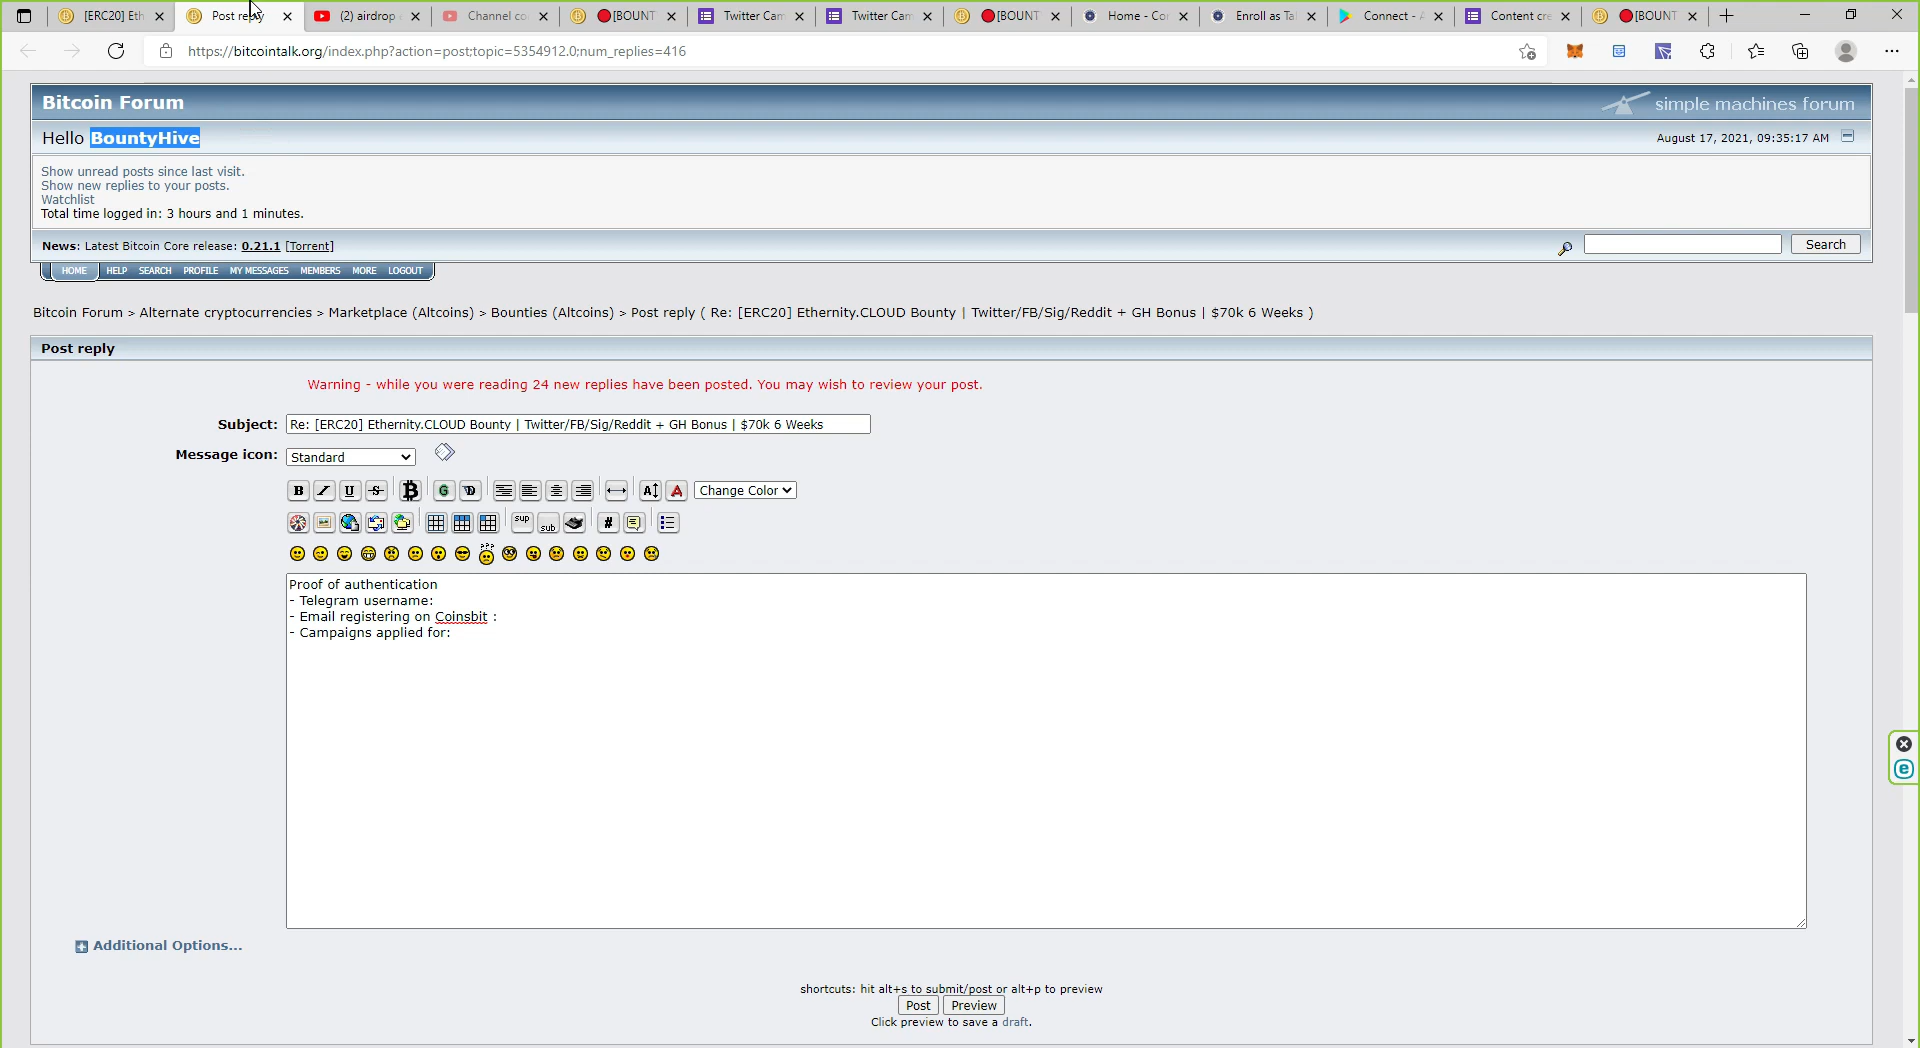 [ERC20] Eth
Post reply
(2) airdrop
Channel co
[BOUNT
Twitter Cam
Twitter Cam
[BOUNT
Home - Co
Enroll as Ta
Connect - A
Content cre
[BOUNT
https://bitcointalk.org/index.php?action=post;topic=5354912.0;num_replies=416
Bitcoin Forum
simple machines forum
Hello BountyHive
August 17, 2021, 09:35:17 AM
Show unread posts since last visit.
Show new replies to your posts.
Watchlist
Total time logged in: 3 hours and 1 minutes.
News: Latest Bitcoin Core release: 0.21.1 [Torrent]
Search
HOME HELP SEARCH PROFILE MY MESSAGES MEMBERS MORE LOGOUT
Bitcoin Forum > Alternate cryptocurrencies > Marketplace (Altcoins) > Bounties (Altcoins) > Post reply ( Re: [ERC20] Ethernity.CLOUD Bounty | Twitter/FB/Sig/Reddit + GH Bonus | $70k 6 Weeks )
Post reply
Warning - while you were reading 24 new replies have been posted. You may wish to review your post.
Subject: Re: [ERC20] Ethernity.CLOUD Bounty | Twitter/FB/Sig/Reddit + GH Bonus | $70k 6 Weeks
Message icon: Standard
B I U S G D A A Change Color
sup sub #
Proof of authentication
- Telegram username:
- Email registering on Coinsbit :
- Campaigns applied for:
Additional Options...
shortcuts: hit alt+s to submit/post or alt+p to preview
Post Preview
Click preview to save a draft.